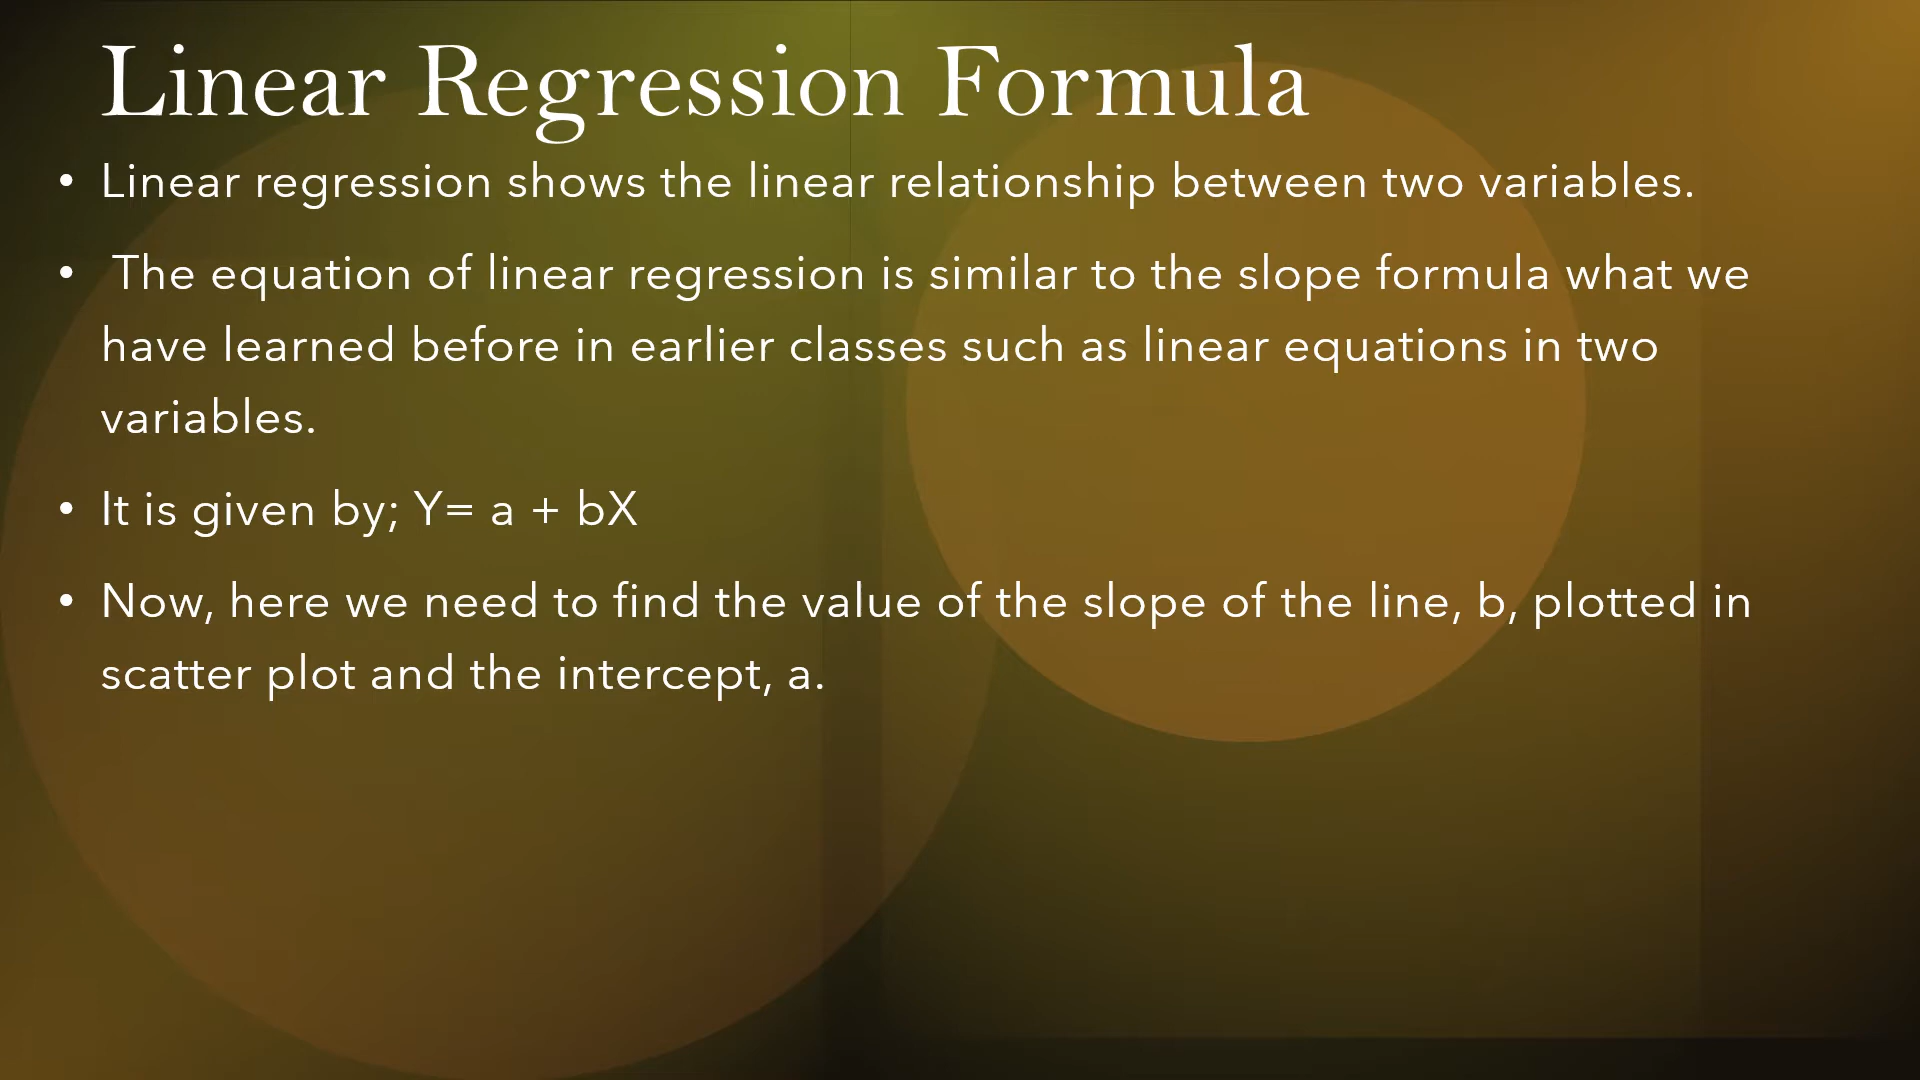 Linear Regression Formula
• Linear regression shows the linear relationship between two variables.
• The equation of linear regression is similar to the slope formula what we
have learned before in earlier classes such as linear equations in two
variables.
• It is given by; Y= a + bX
• Now, here we need to find the value of the slope of the line, b, plotted in
scatter plot and the intercept, a.